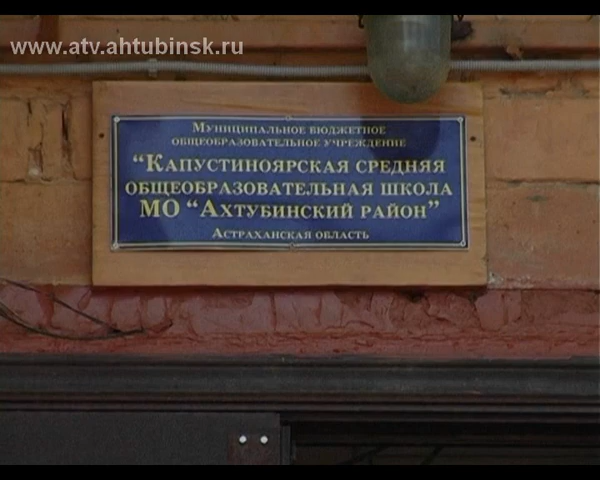 www.atv.ahtubinsk.ru
Муниципальное бюджетное
общеобразовательное учреждение
“Капустиноярская средняя
общеобразовательная школа
МО “Ахтубинский район”
Астраханская область